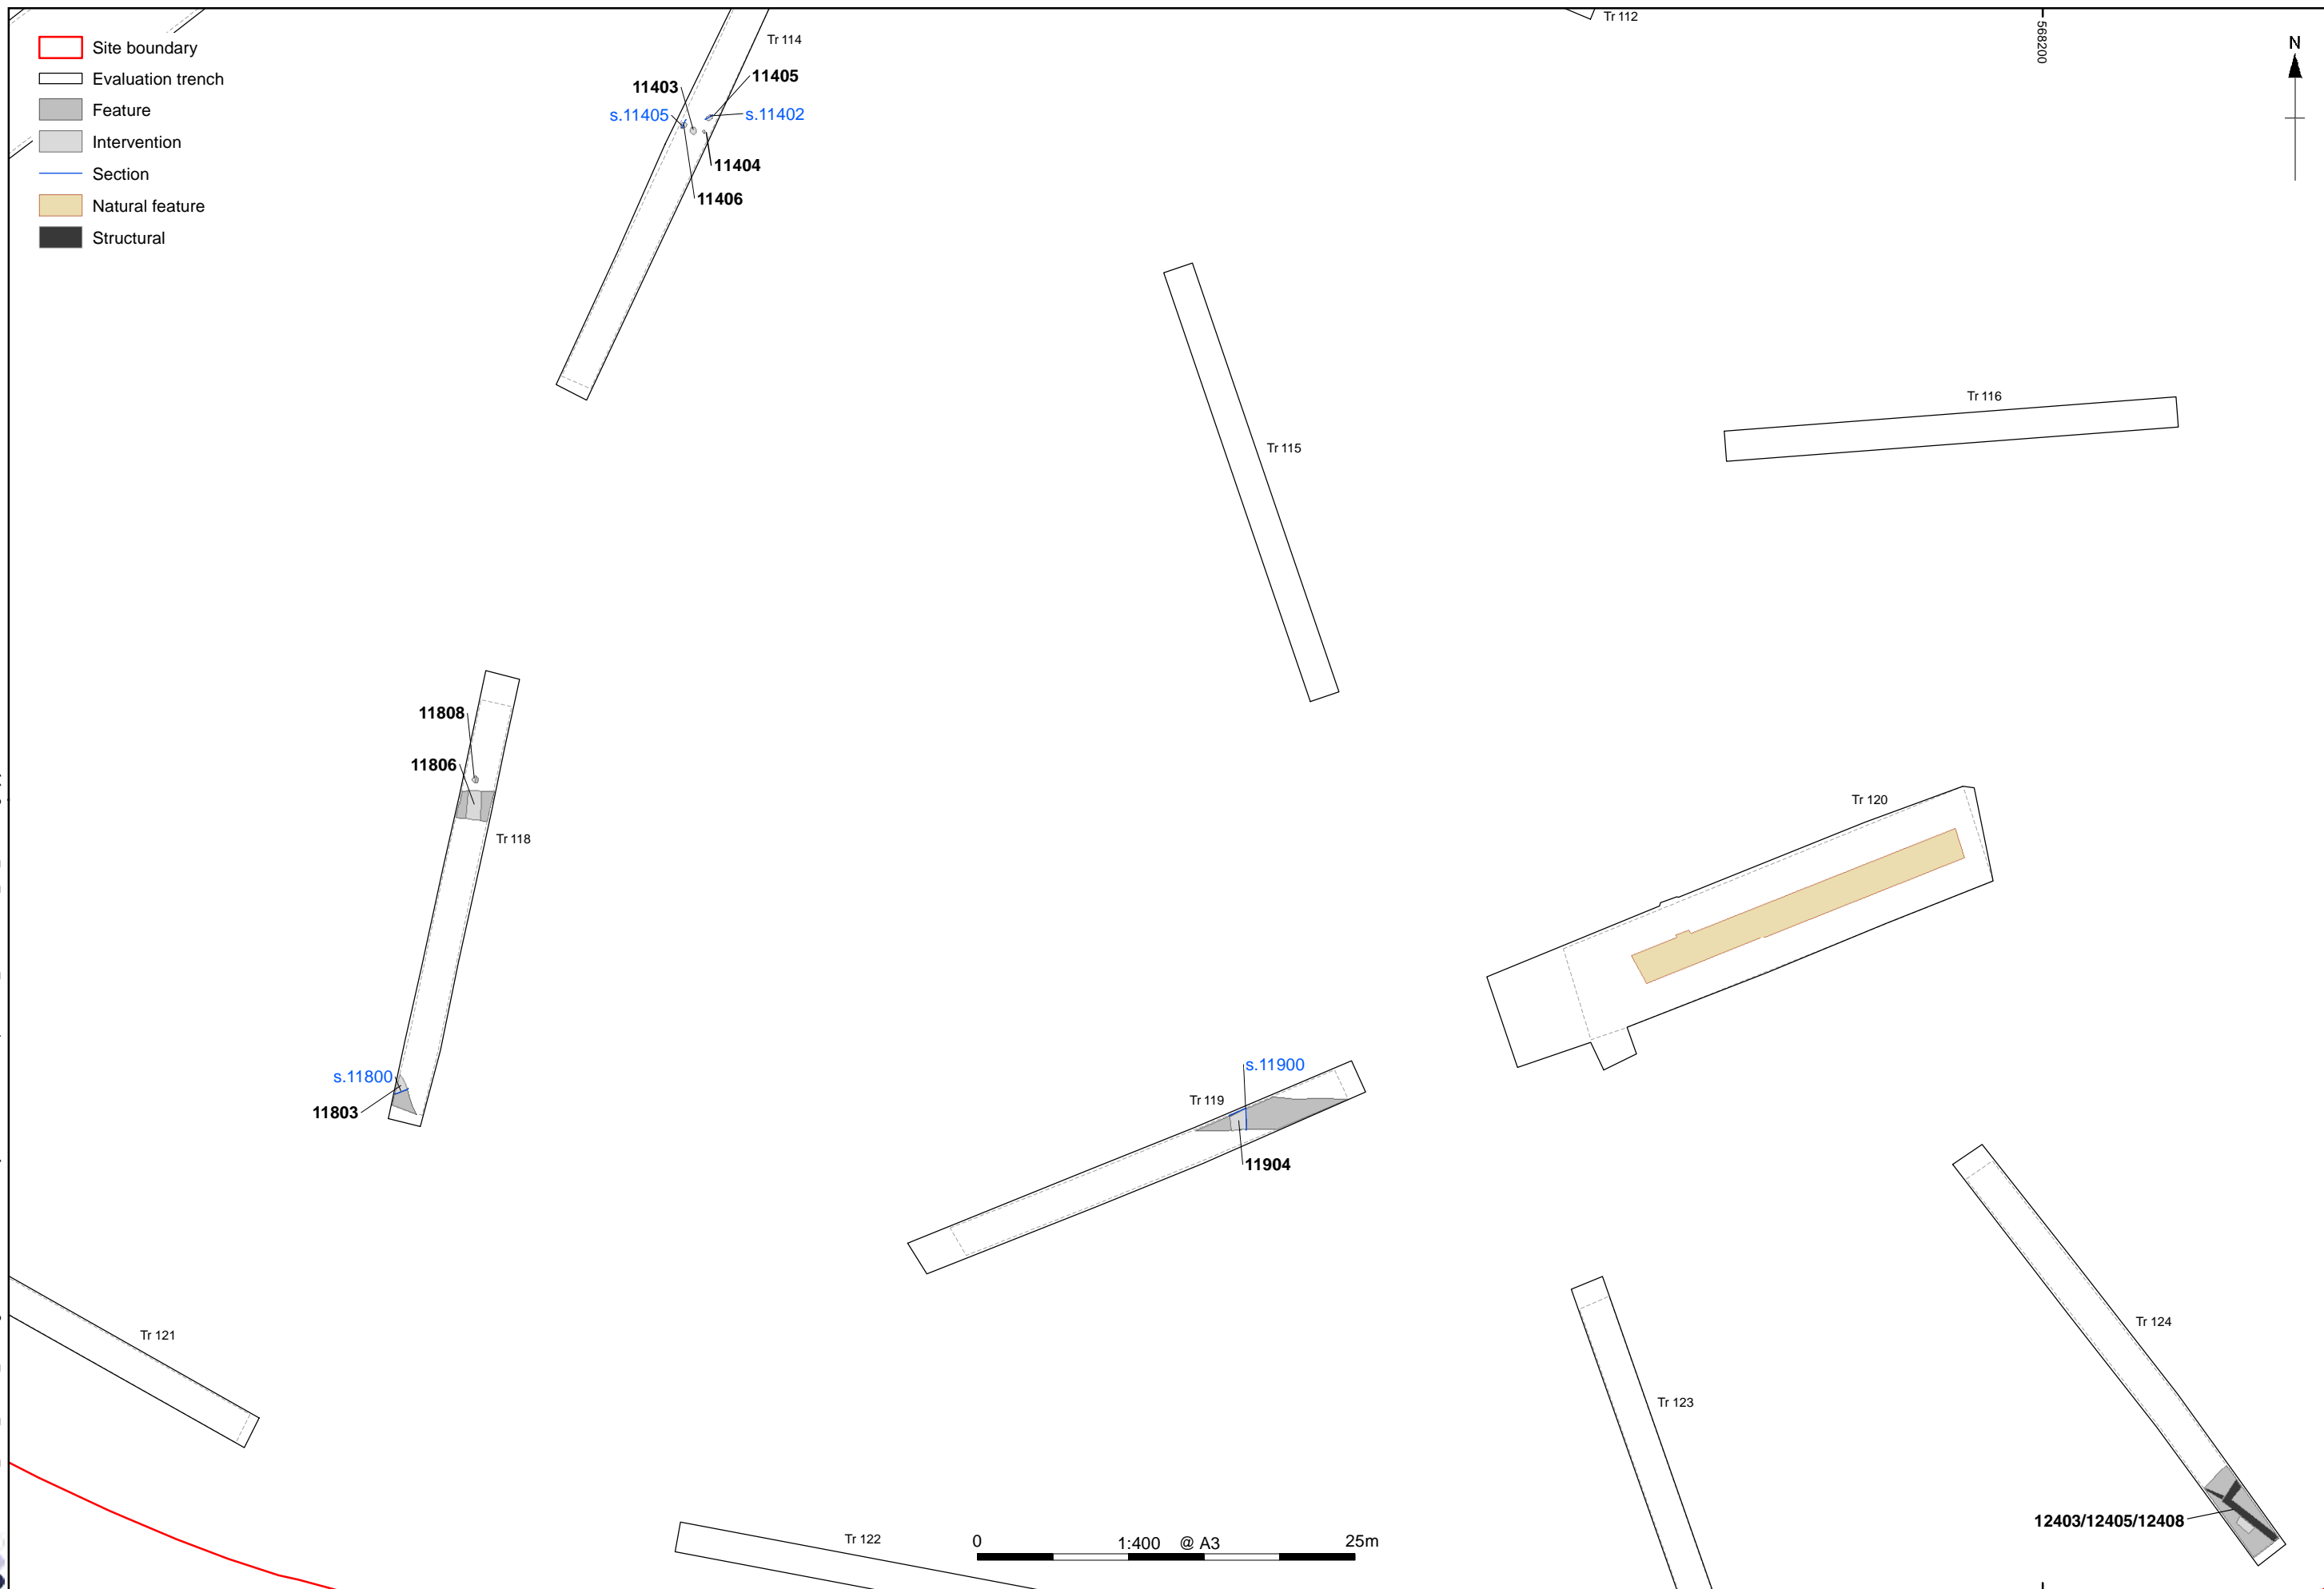 Tr 112
568200
N
Site boundary
Evaluation trench
Feature
Intervention
Section
Natural feature
Structural
Tr 114
11403
11405
s.11405
s.11402
11404
11406
Tr 116
Tr 115
11808
11806
Tr 118
Tr 120
s.11800
11803
s.11900
Tr 119
11904
Tr 121
Tr 124
Tr 123
12403/12405/12408
Tr 122
0 1:400 @ A3 25m